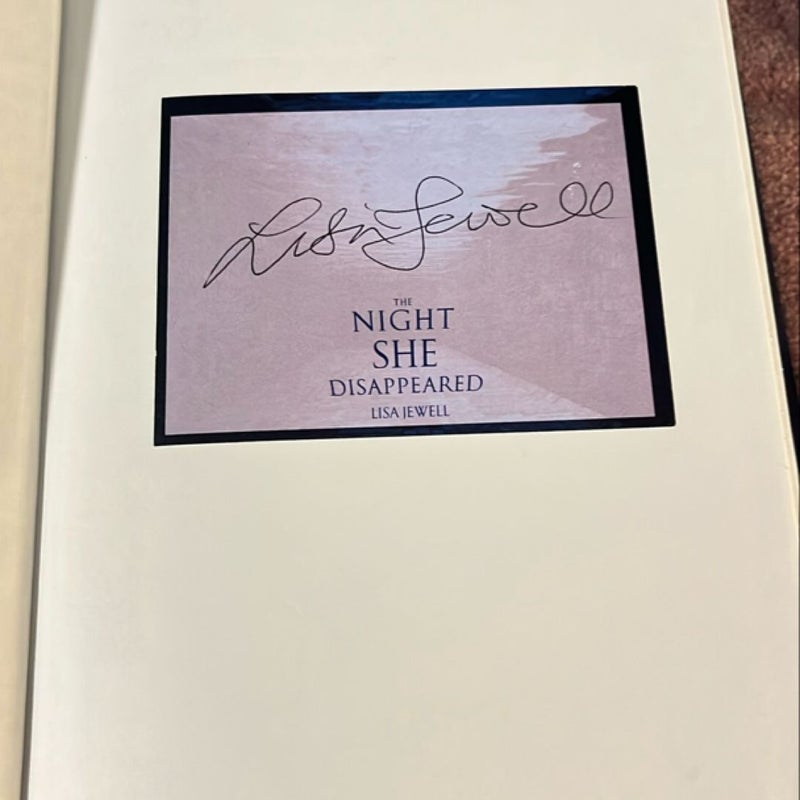 Lisa Jewell
THE
NIGHT
SHE
DISAPPEARED
LISA JEWELL